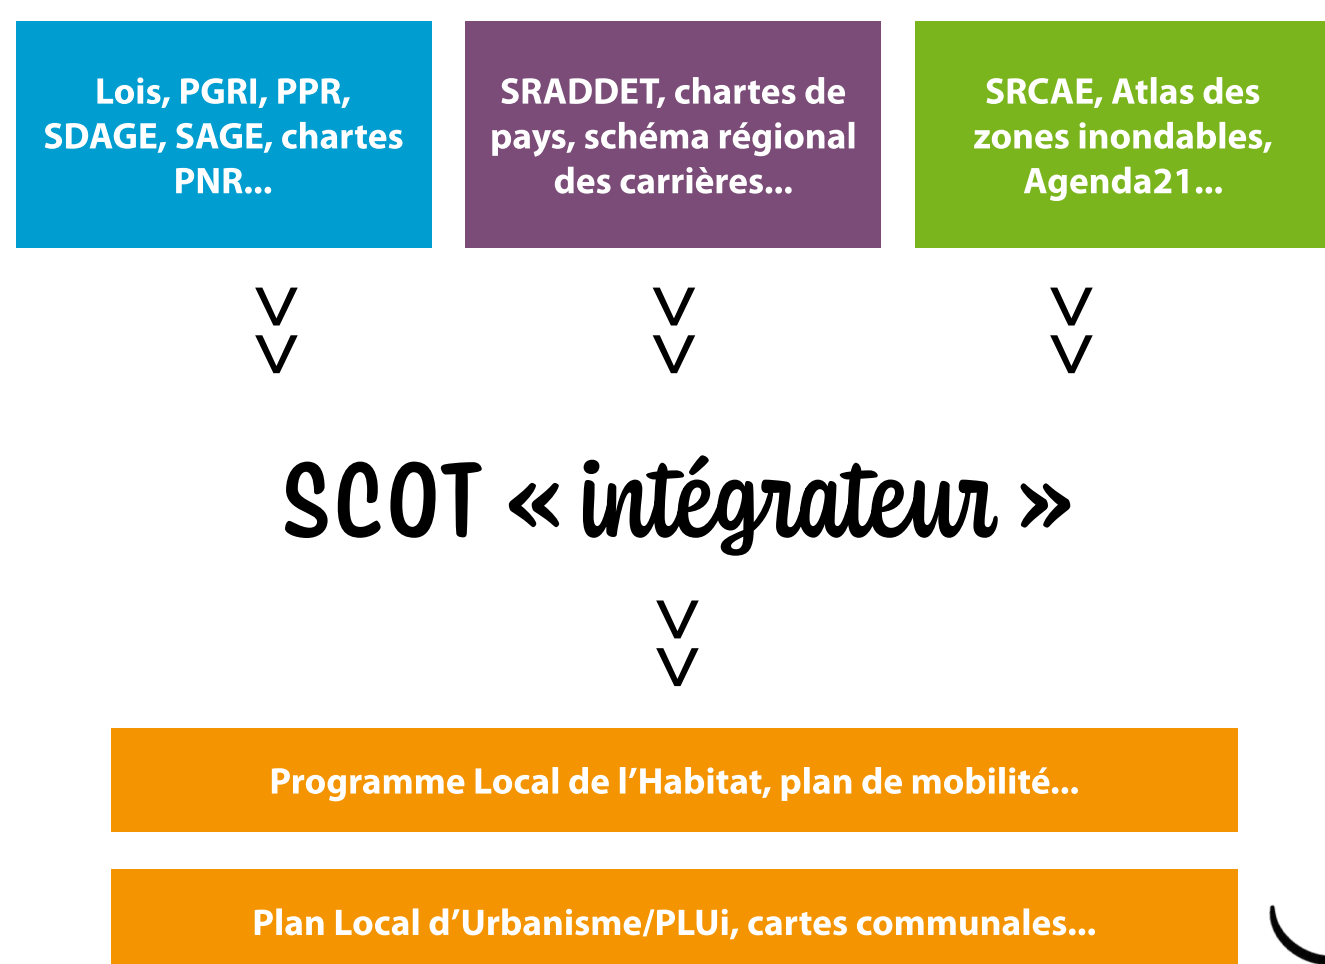 Lois, PGRI, PPR,
SDAGE, SAGE, chartes
PNR...
SRADDET, chartes de
pays, schéma régional
des carrières...
SRCAE, Atlas des
zones inondables,
Agenda21...
SCOT « intégrateur »
Programme Local de l’Habitat, plan de mobilité...
Plan Local d’Urbanisme/PLUi, cartes communales...